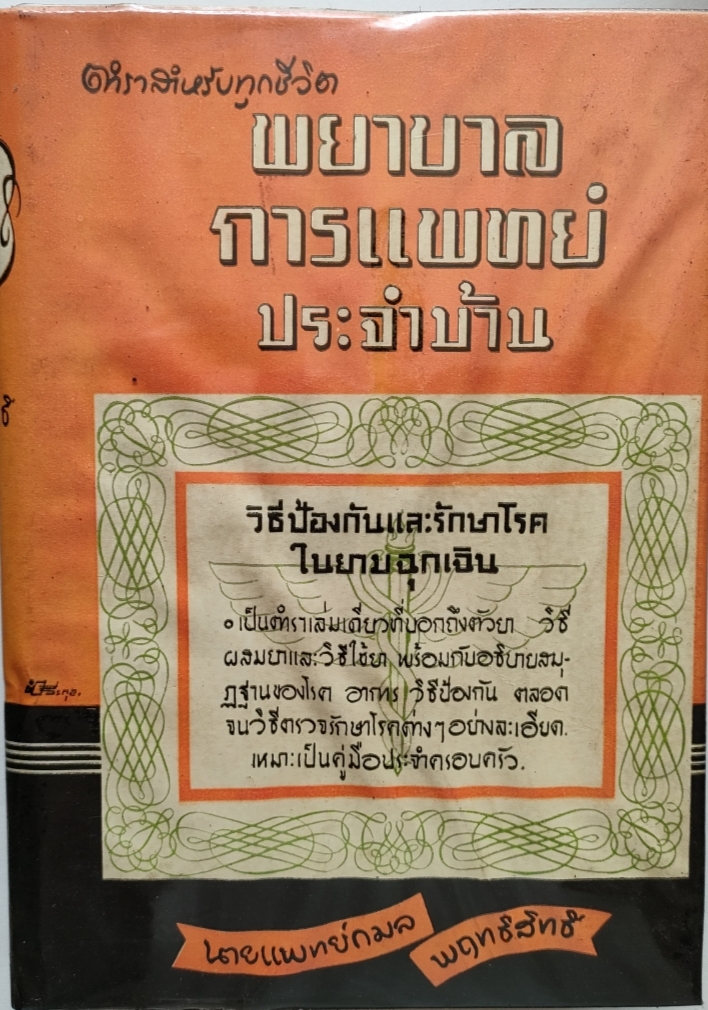 ตำราสำหรับทุกชีวิต
พยาบาล
การแพทย์
ประจำบ้าน
วิธีป้องกันและรักษาโรค
ในยามฉุกเฉิน
เป็นตำราเล่มเดียวที่บอกถึงตัวยา วิธี
ผสมยาและวิธีใช้ยา พร้อมกับอธิบายสมุ-
ฏฐานของโรค อาการ วิธีป้องกัน ตลอด
จนวิธีตรวจรักษาโรคต่างๆอย่างละเอียด.
เหมาะเป็นคู่มือประจำครอบครัว.
นายแพทย์กมล
พฤทธิสิทธิ์